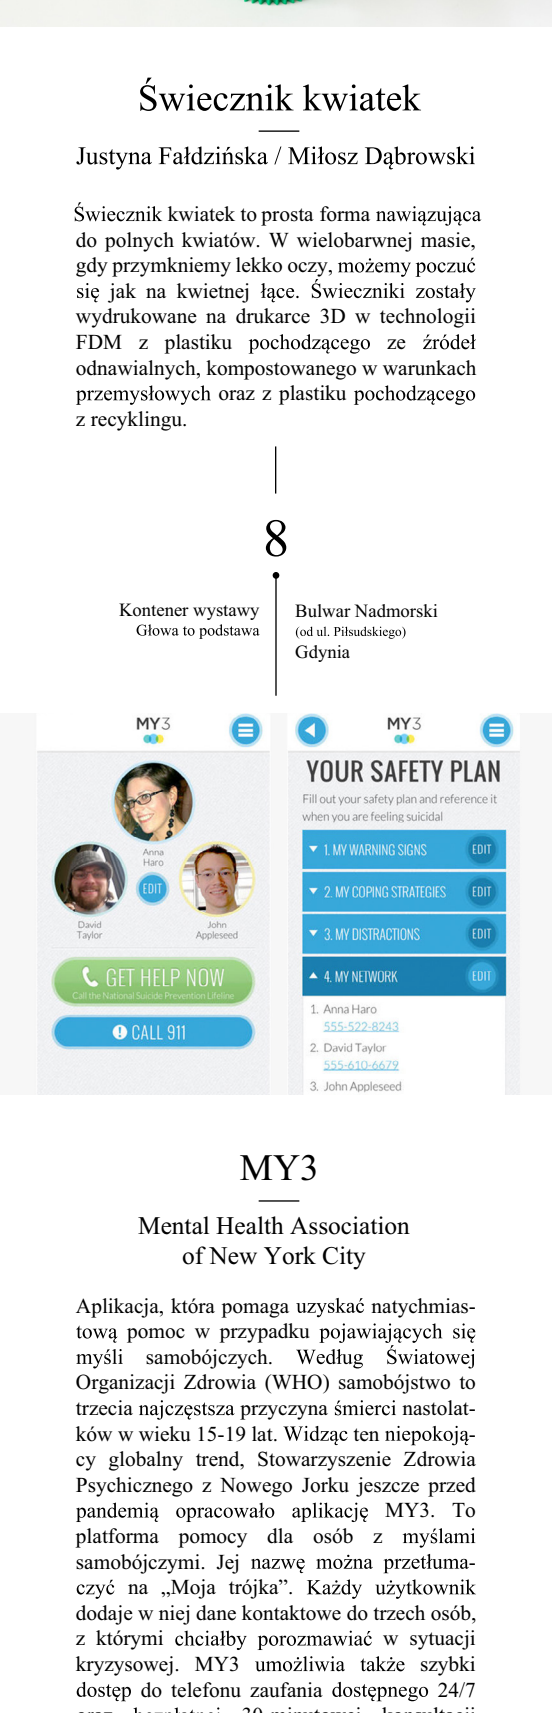 Świecznik kwiatek
Justyna Fałdzińska / Miłosz Dąbrowski
Świecznik kwiatek to prosta forma nawiązująca
do polnych kwiatów. W wielobarwnej masie,
gdy przymkniemy lekko oczy, możemy poczuć
się jak na kwietnej łące. Świeczniki zostały
wydrukowane na drukarce 3D w technologii
FDM z plastiku pochodzącego ze źródeł
odnawialnych, kompostowanego w warunkach
przemysłowych oraz z plastiku pochodzącego
z recyklingu.
8
Kontener wystawy
Głowa to podstawa
Bulwar Nadmorski
(od ul. Piłsudskiego)
Gdynia
MY3
Anna
Haro
EDIT
David
Taylor
John
Appleseed
GET HELP NOW
Call the National Suicide Prevention Lifeline
CALL 911
MY3
YOUR SAFETY PLAN
Fill out your safety plan and reference it
when you are feeling suicidal
1. MY WARNING SIGNS EDIT
2. MY COPING STRATEGIES EDIT
3. MY DISTRACTIONS EDIT
4. MY NETWORK EDIT
1. Anna Haro
555-522-8243
2. David Taylor
555-610-6679
3. John Appleseed
MY3
Mental Health Association
of New York City
Aplikacja, która pomaga uzyskać natychmias-
tową pomoc w przypadku pojawiających się
myśli samobójczych. Według Światowej
Organizacji Zdrowia (WHO) samobójstwo to
trzecia najczęstsza przyczyna śmierci nastolat-
ków w wieku 15-19 lat. Widząc ten niepokoją-
cy globalny trend, Stowarzyszenie Zdrowia
Psychicznego z Nowego Jorku jeszcze przed
pandemią opracowało aplikację MY3. To
platforma pomocy dla osób z myślami
samobójczymi. Jej nazwę można przetłuma-
czyć na „Moja trójka”. Każdy użytkownik
dodaje w niej dane kontaktowe do trzech osób,
z którymi chciałby porozmawiać w sytuacji
kryzysowej. MY3 umożliwia także szybki
dostęp do telefonu zaufania dostępnego 24/7